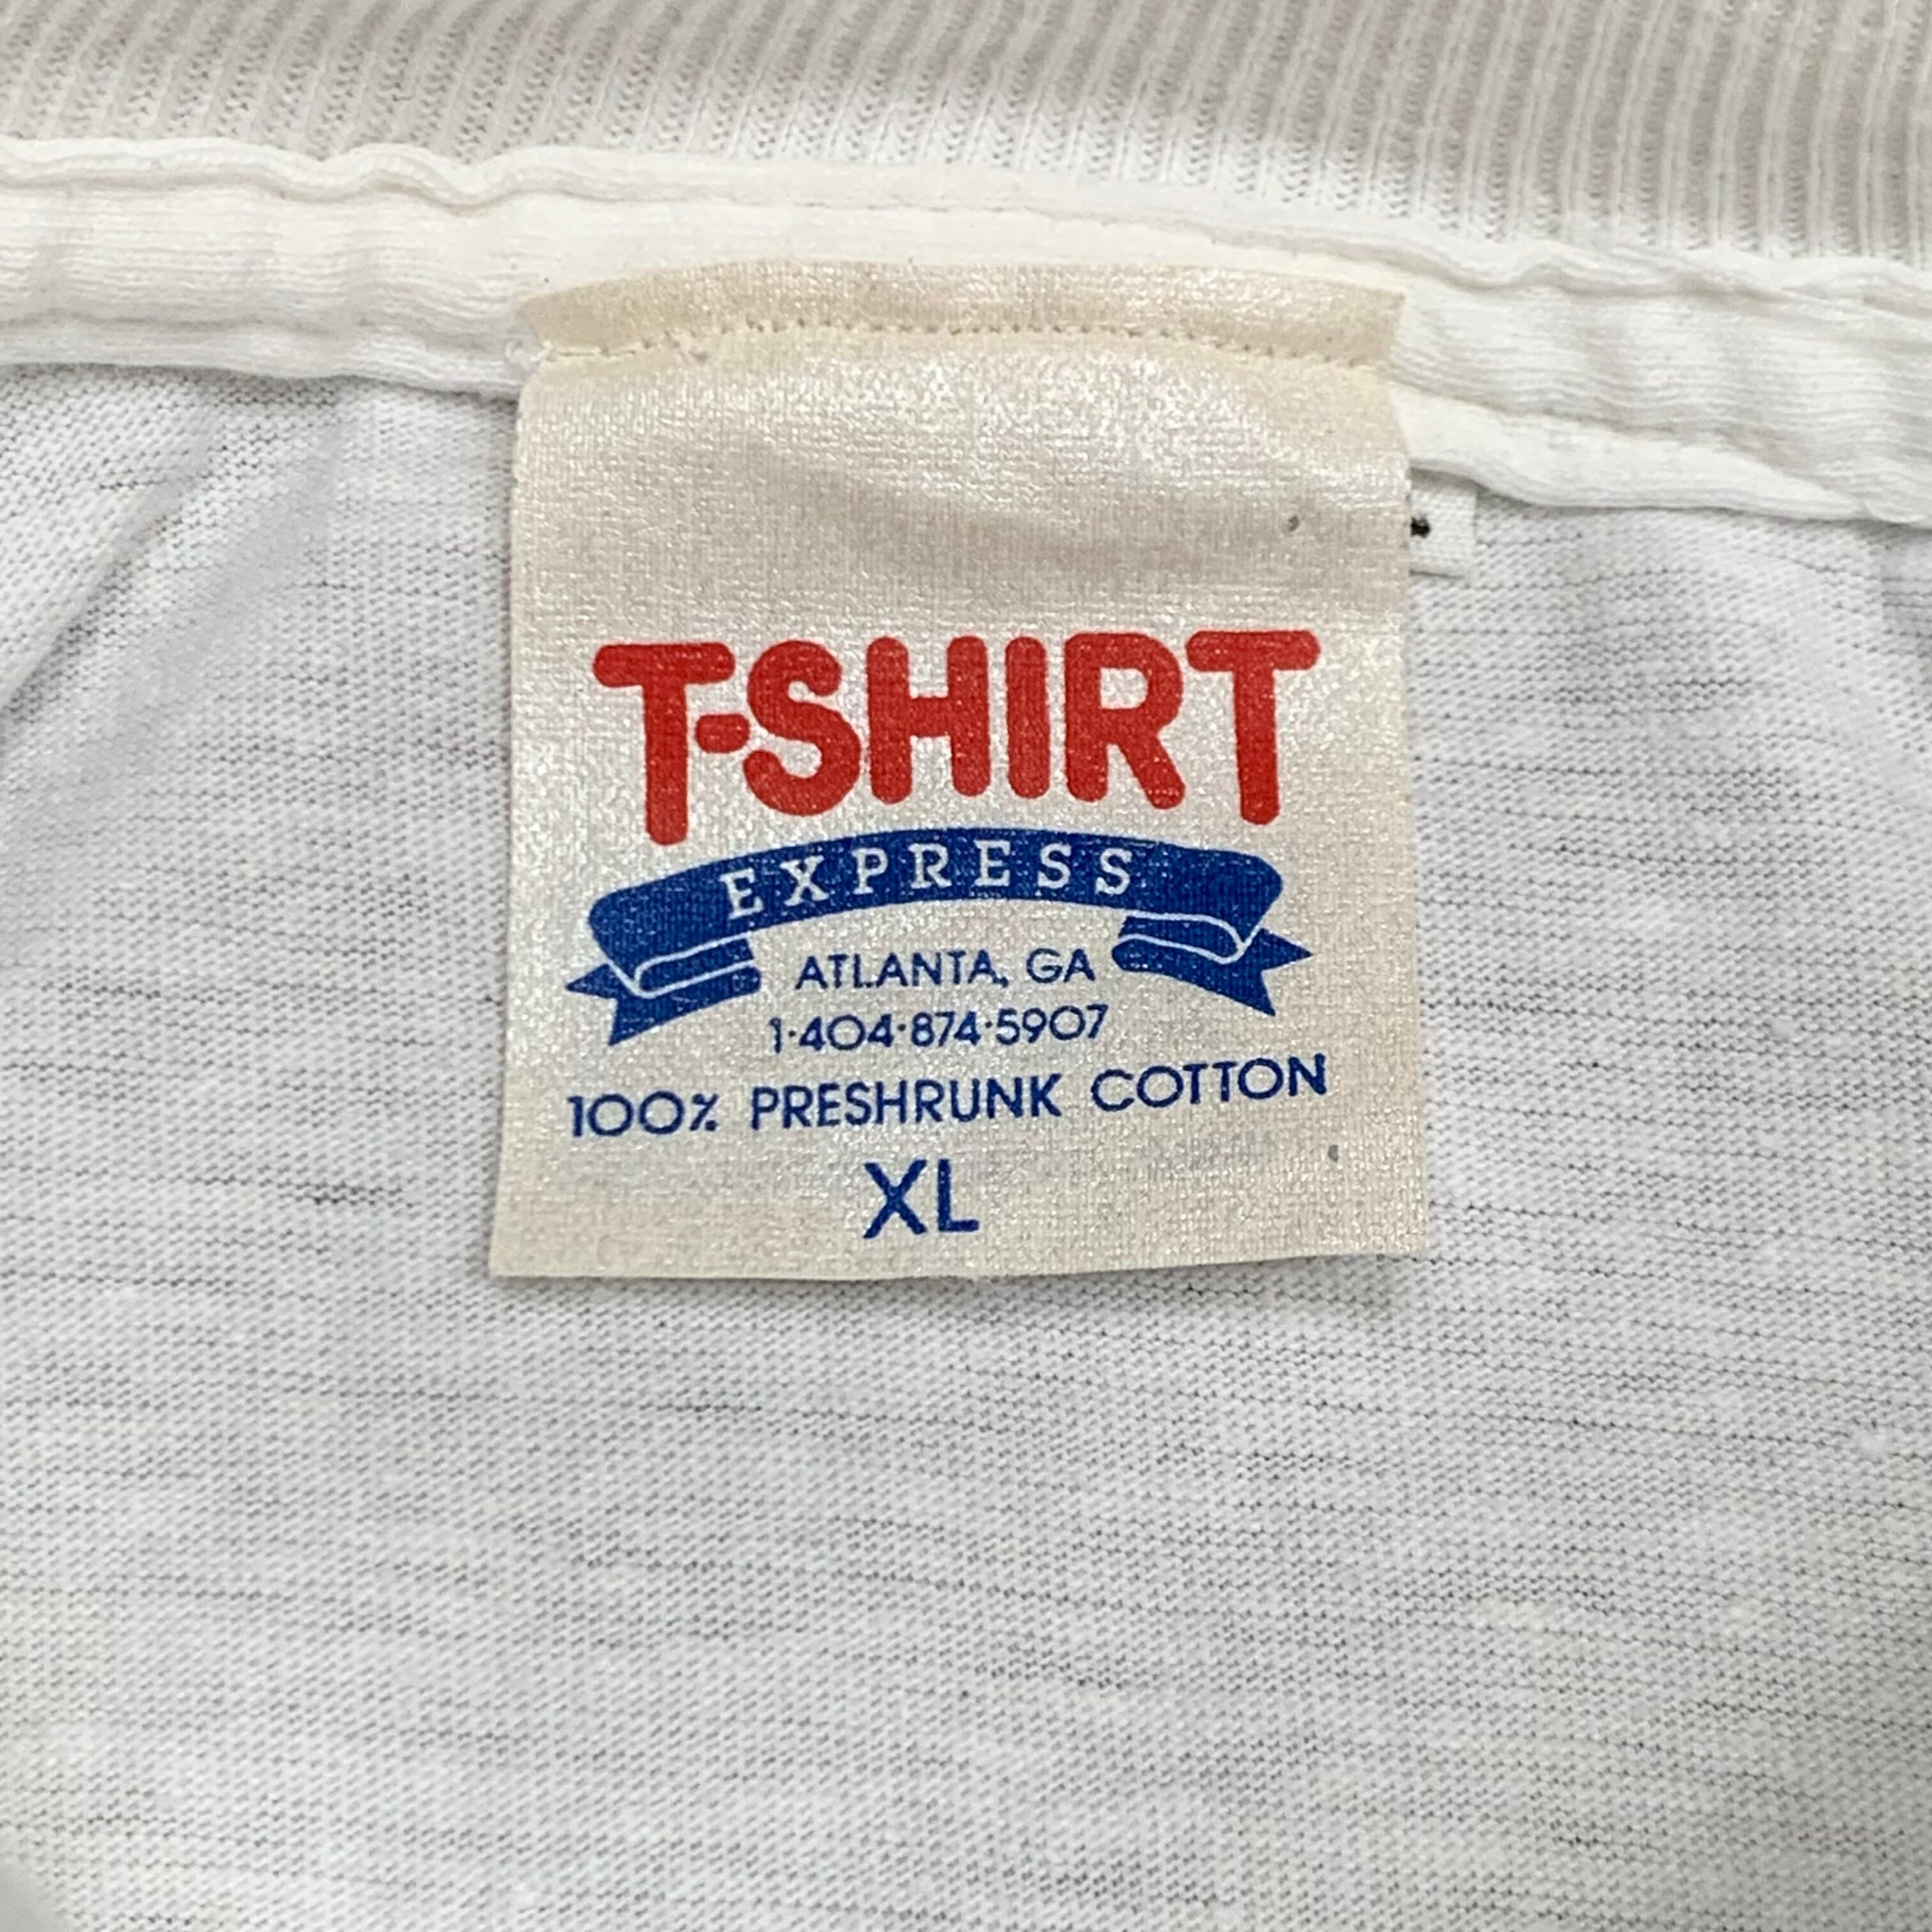 T-SHIRT
EXPRESS
ATLANTA, GA
1·404·874·5907
100% PRESHRUNK COTTON
XL